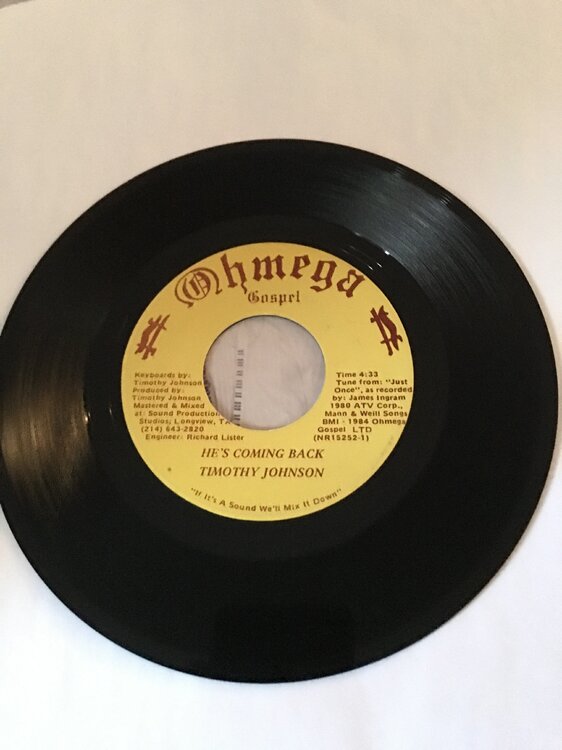 Ohmega
Gospel
Keyboards by:
Timothy Johnson
Produced by:
Timothy Johnson
Mastered & Mixed
at: Sound Production
Studios; Longview, TX
(214) 643-2820
Engineer: Richard Lister
Time 4:33
Tune from: "Just
Once", as recorded
by: James Ingram
1980 ATV Corp.,
Mann & Weill Songs
BMI - 1984 Ohmega
Gospel LTD
(NR15252-1)
HE'S COMING BACK
TIMOTHY JOHNSON
"If It's A Sound We'll Mix It Down"